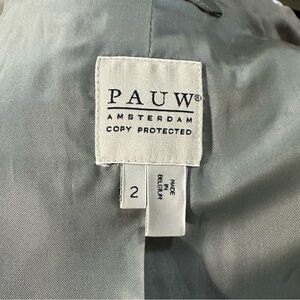 PAUW®
AMSTERDAM
COPY PROTECTED
2
MADE
IN
BELGIUM